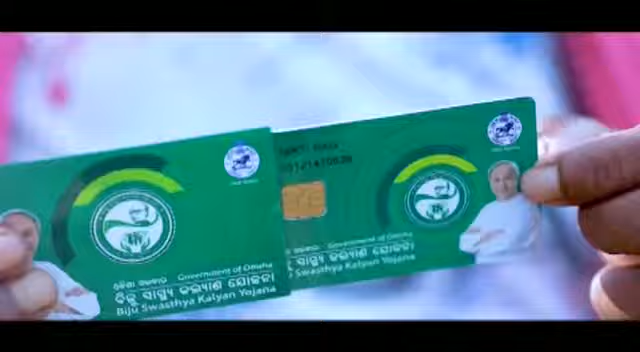 ଓଡ଼ିଶା ସରକାର Government of Odisha
ବିଜୁ ସ୍ୱାସ୍ଥ୍ୟ କଲ୍ୟାଣ ଯୋଜନା
Biju Swasthya Kalyan Yojana
ସରକାର Government of Odisha
ସ୍ୱାସ୍ଥ୍ୟ କଲ୍ୟାଣ ଯୋଜନା
Swasthya Kalyan Yojana